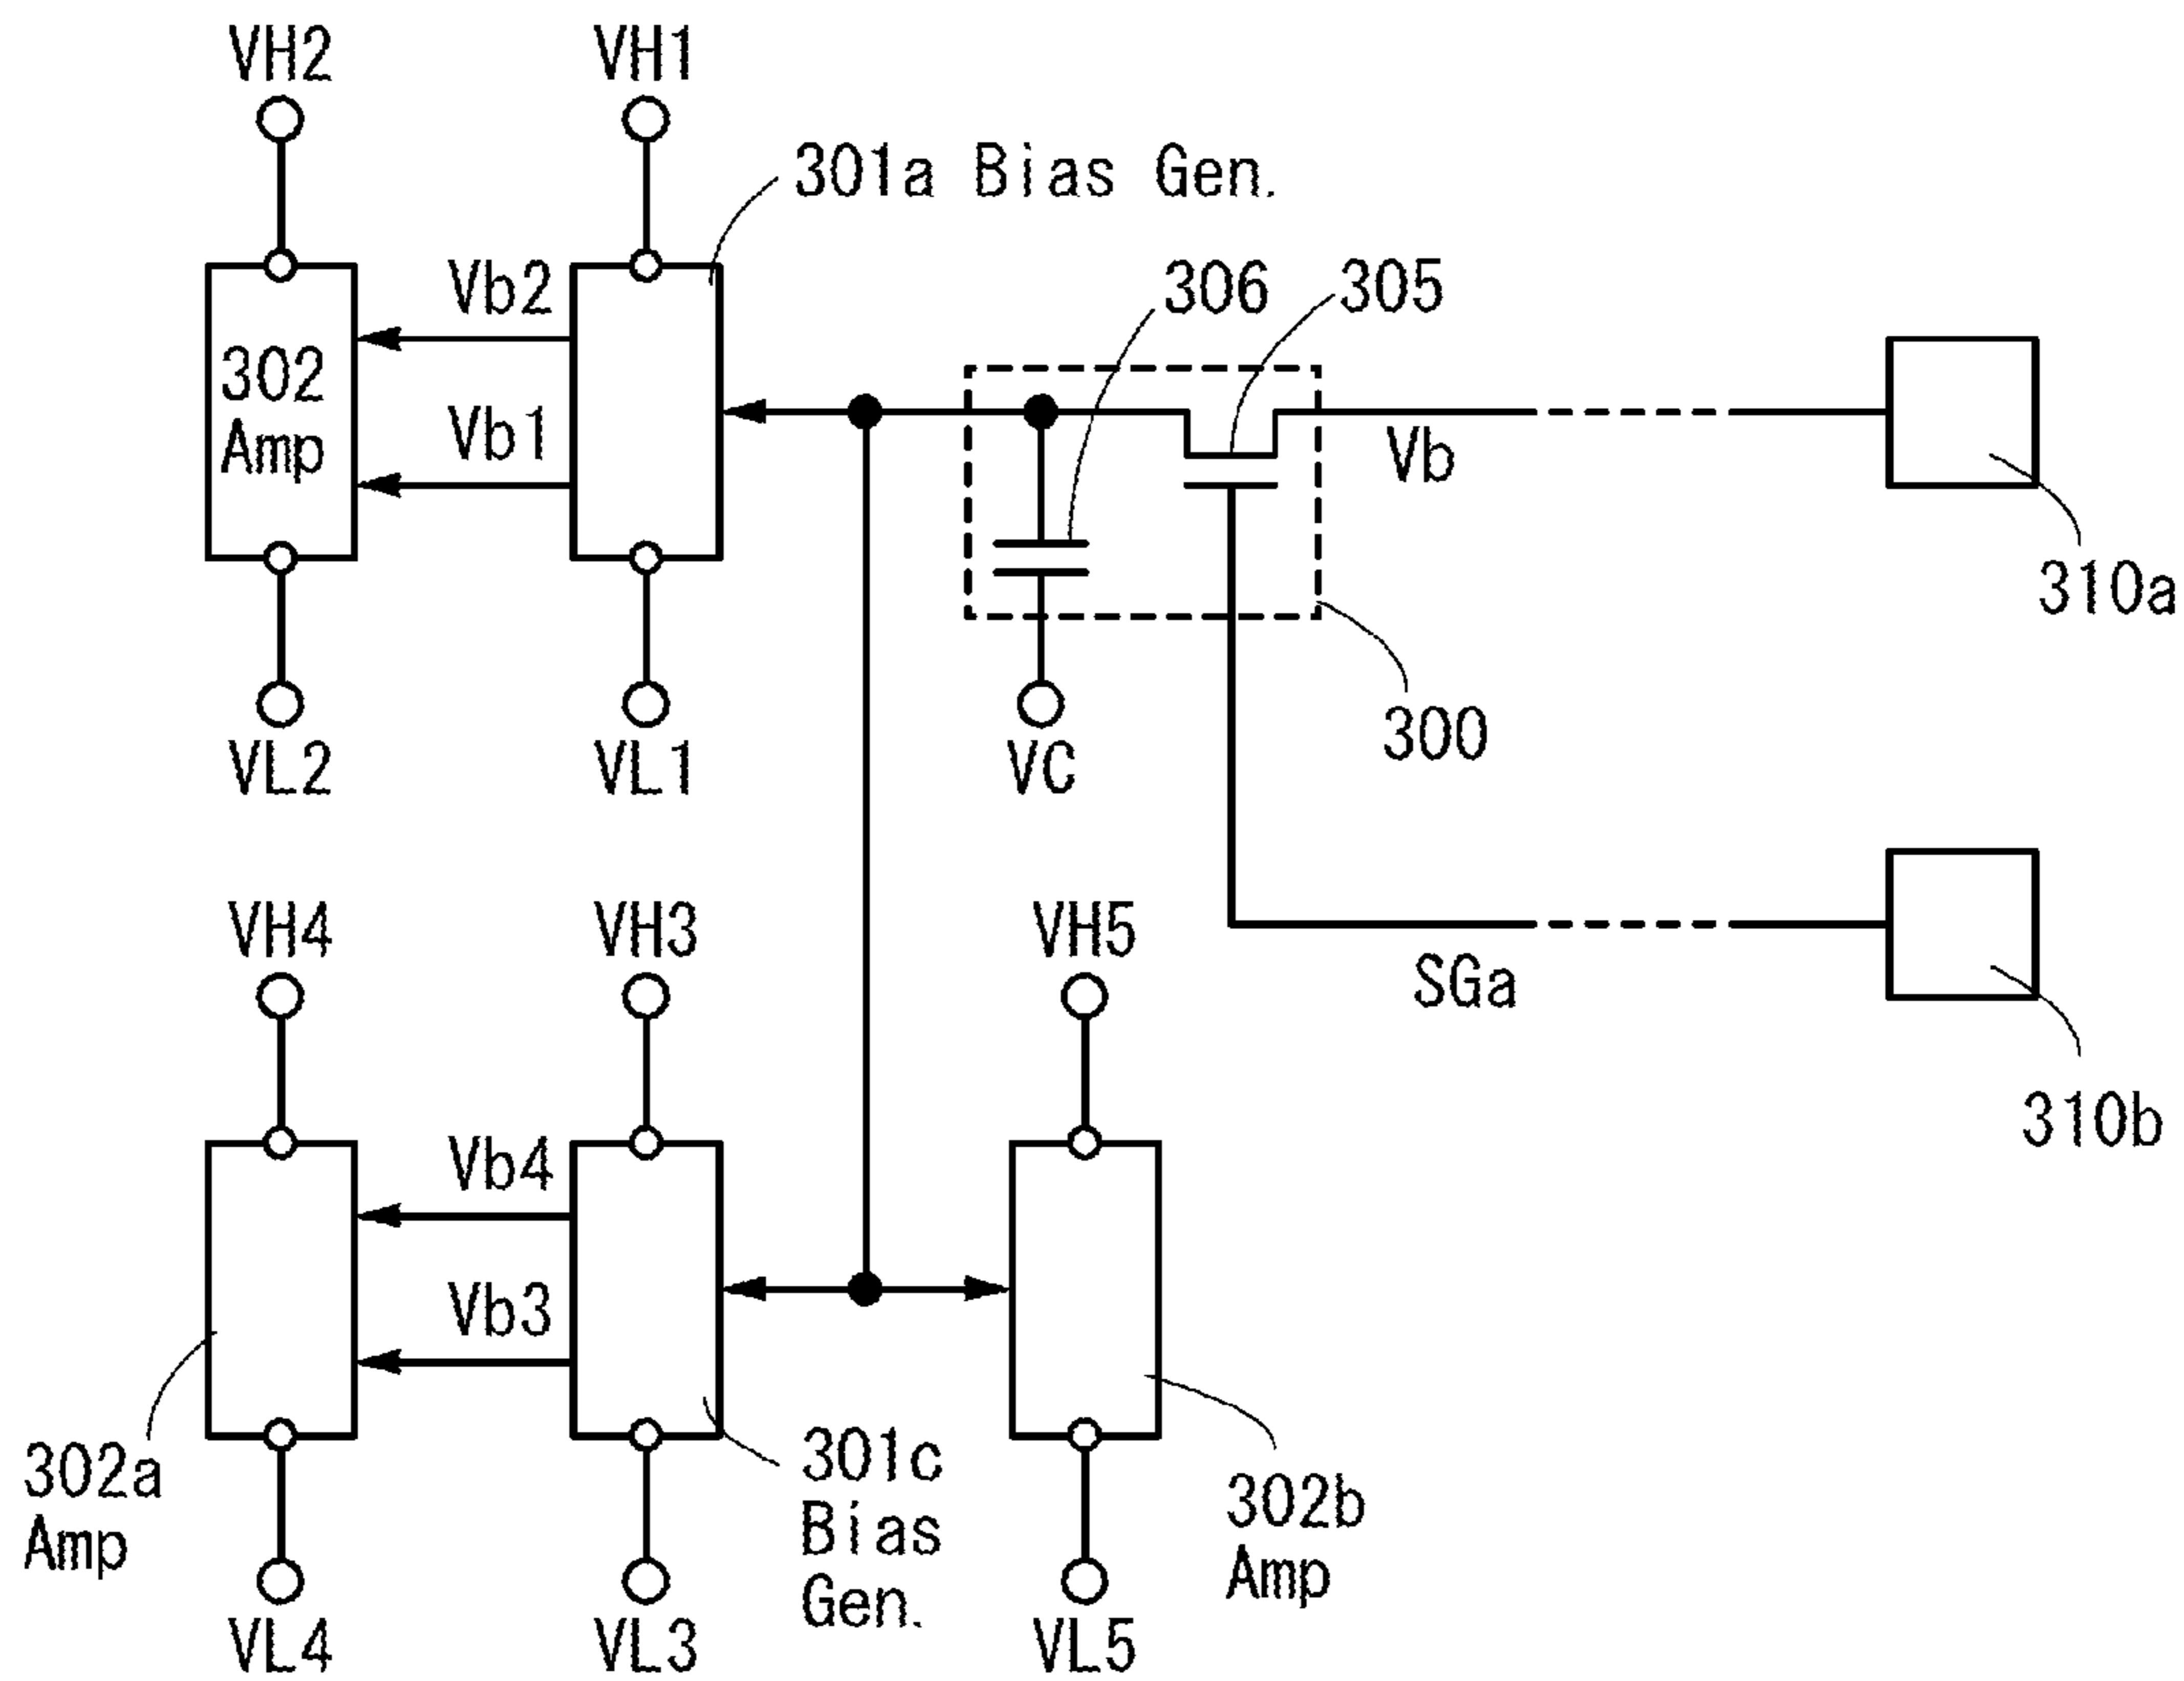 VH2
VH1
301a Bias Gen.
Vb2
306
305
302
Amp
Vb1
Vb
310a
300
VL2
VL1
VC
VH4
VH3
VH5
SGa
310b
Vb4
Vb3
302a
Amp
301c
Bias
Gen.
302b
Amp
VL4
VL3
VL5